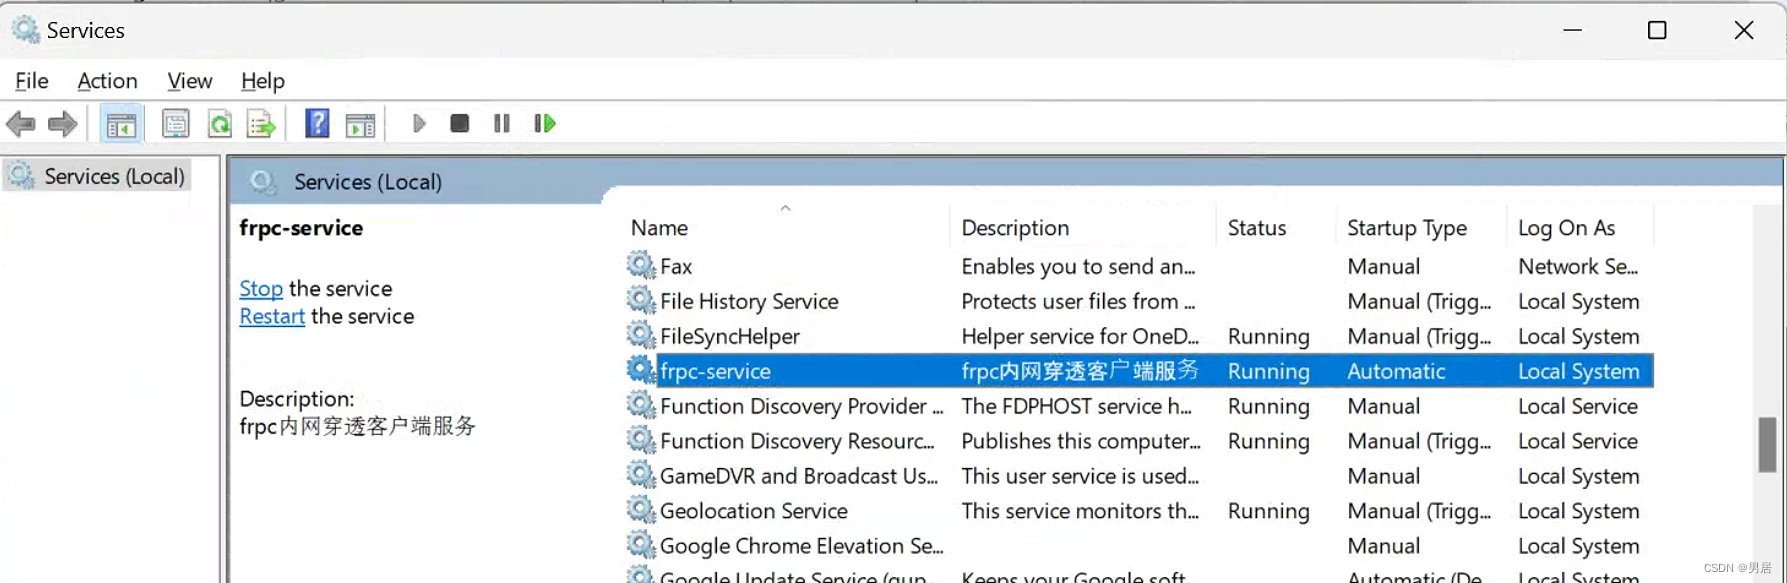 Services
File Action View Help
Services (Local)
Services (Local)
frpc-service
Stop the service
Restart the service
Description:
frpc内网穿透客户端服务
Name Description Status Startup Type Log On As
Fax Enables you to send an... Manual Network Se...
File History Service Protects user files from ... Manual (Trigg... Local System
FileSyncHelper Helper service for OneD... Running Manual (Trigg... Local System
frpc-service frpc内网穿透客户端服务 Running Automatic Local System
Function Discovery Provider ... The FDPHOST service h... Running Manual Local Service
Function Discovery Resourc... Publishes this computer... Running Manual (Trigg... Local Service
GameDVR and Broadcast Us... This user service is used... Manual Local System
Geolocation Service This service monitors th... Running Manual (Trigg... Local System
Google Chrome Elevation Se... Manual Local System
Google Update Service (gup... Keeps your Google soft... Automatic (De... Local System
CSDN @男居